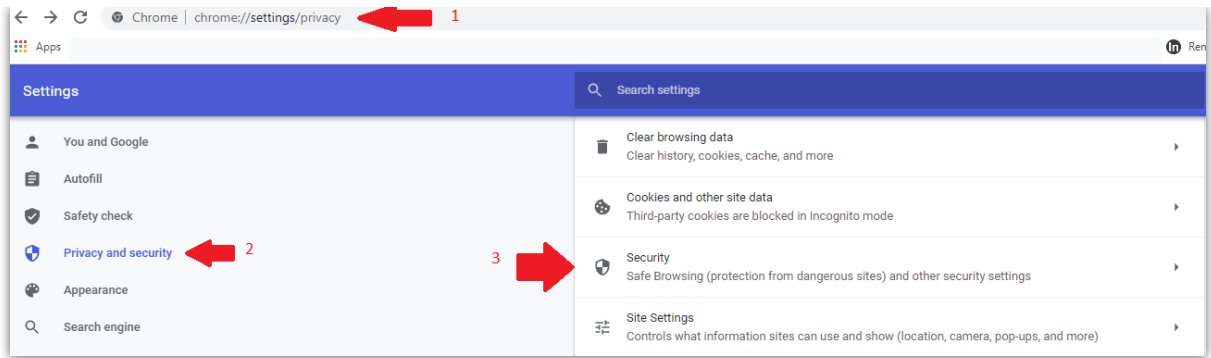 Chrome | chrome://settings/privacy 1
Apps
In Rem
Settings
Search settings
You and Google
Autofill
Safety check
Privacy and security 2
Appearance
Search engine
Clear browsing data
Clear history, cookies, cache, and more
Cookies and other site data
Third-party cookies are blocked in Incognito mode
3
Security
Safe Browsing (protection from dangerous sites) and other security settings
Site Settings
Controls what information sites can use and show (location, camera, pop-ups, and more)